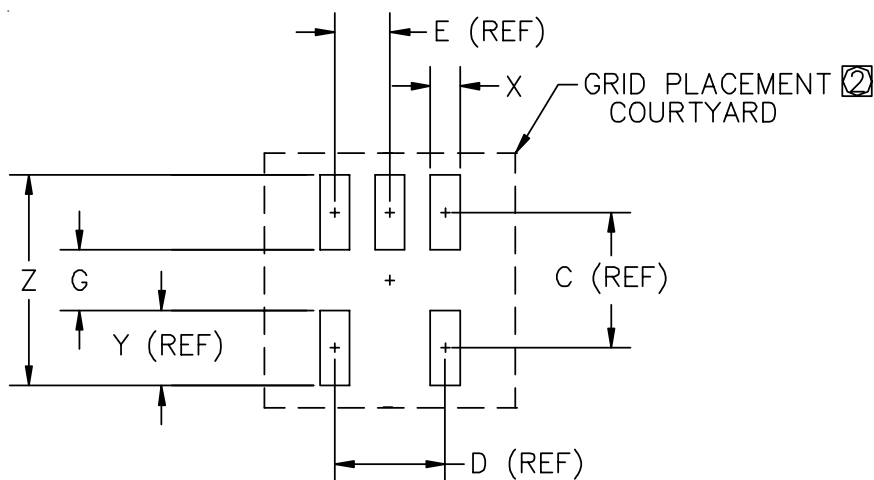 E (REF)
X
GRID PLACEMENT 2
COURTYARD
Z
G
C (REF)
Y (REF)
D (REF)